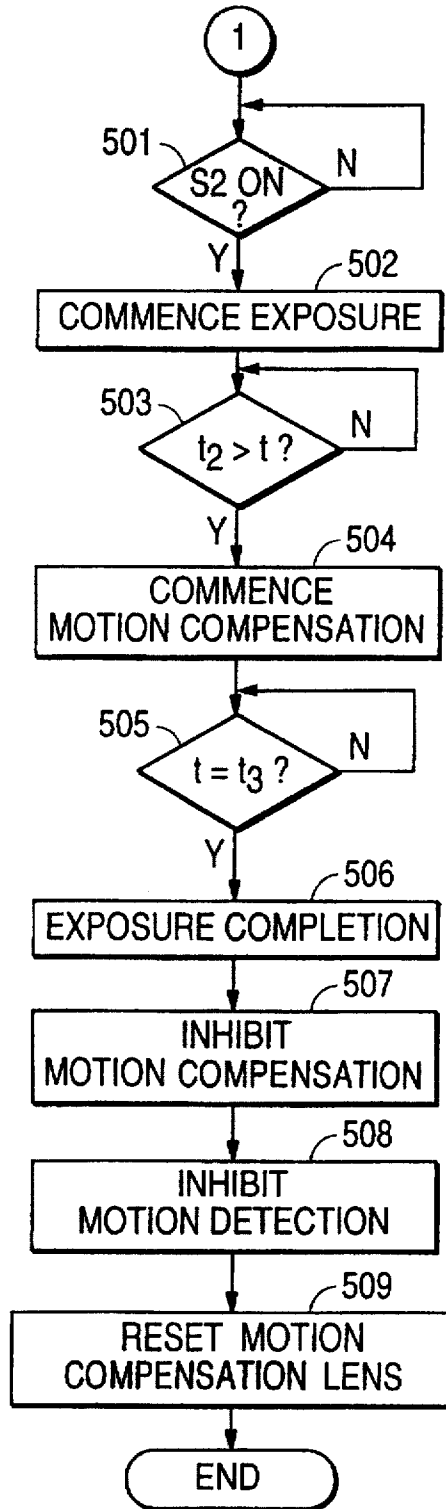 1
501
S2 ON
?
N
Y
502
COMMENCE EXPOSURE
503
t₂ > t ?
N
Y
504
COMMENCE
MOTION COMPENSATION
505
t = t₃ ?
N
Y
506
EXPOSURE COMPLETION
507
INHIBIT
MOTION COMPENSATION
508
INHIBIT
MOTION DETECTION
509
RESET MOTION
COMPENSATION LENS
END